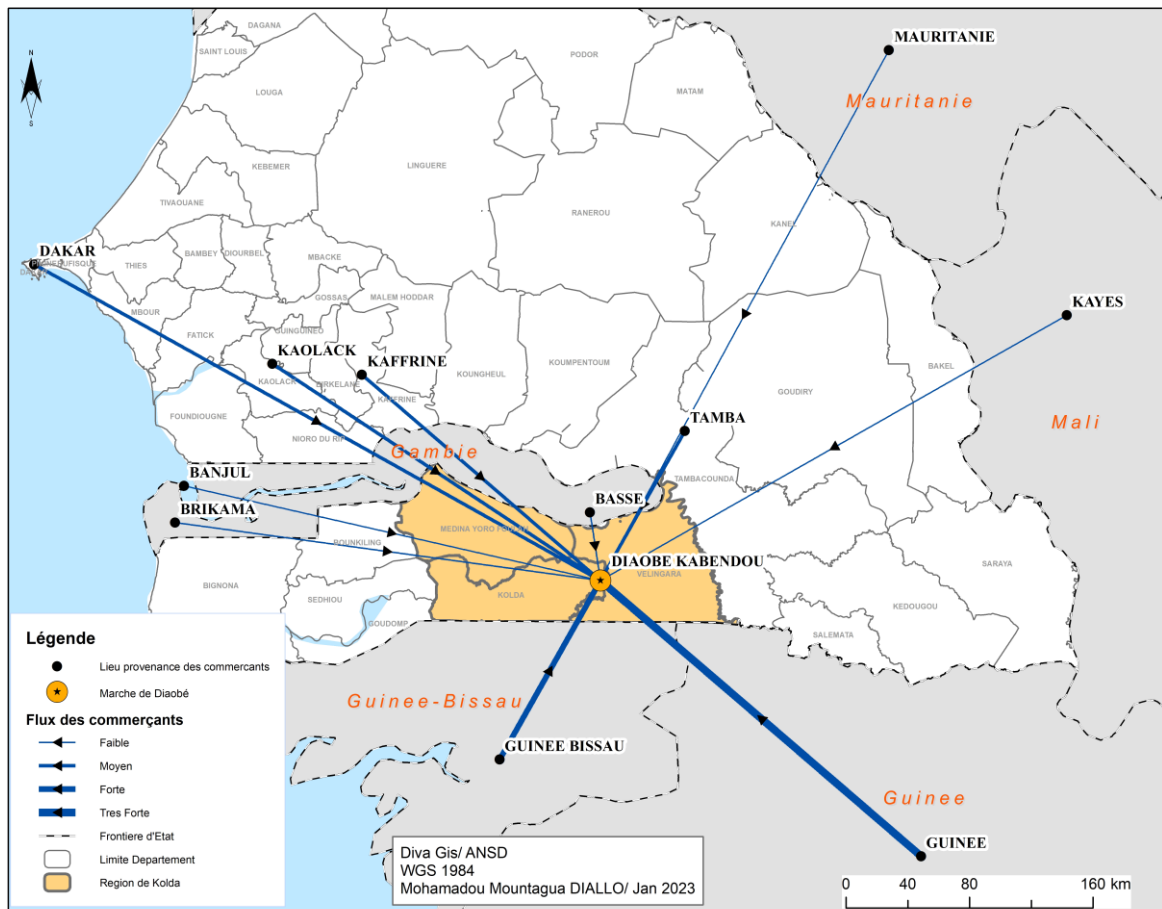 DAGANA
SAINT LOUIS
PODOR
MAURITANIE
N
S
LOUGA
MATAM
Mauritanie
KEBEMER
LINGUERE
TIVAOUANE
RANEROU
KANEL
DAKAR
BAMBEY
DIOURBEL
MBACKE
THIES
GOSSAS
MALEM HODDAR
KAYES
MBOUR
FATICK
GUINGUINEO
KAOLACK
KAFFRINE
KOUNGHEUL
KOUMPENTOUM
BAKEL
KAOLACK
BIRKELANE
KAFFRINE
GOUDIRY
FOUNDIOUGNE
TAMBA
Mali
NIORO DU RIP
Gambie
BANJUL
TAMBACOUNDA
BASSE
BRIKAMA
MEDINA YORO FOULAH
BOUNKILING
DIAOBE KABENDOU
VELINGARA
SARAYA
BIGNONA
SEDHIOU
KOLDA
KEDOUGOU
GOUDOMP
SALEMATA
Légende
Lieu provenance des commercants
Marche de Diaobé
Flux des commerçants
Faible
Moyen
Forte
Tres Forte
Frontiere d'Etat
Limite Departement
Region de Kolda
Guinee-Bissau
GUINEE BISSAU
Guinee
GUINEE
Diva Gis/ ANSD
WGS 1984
Mohamadou Mountagua DIALLO/ Jan 2023
0 40 80 160 km